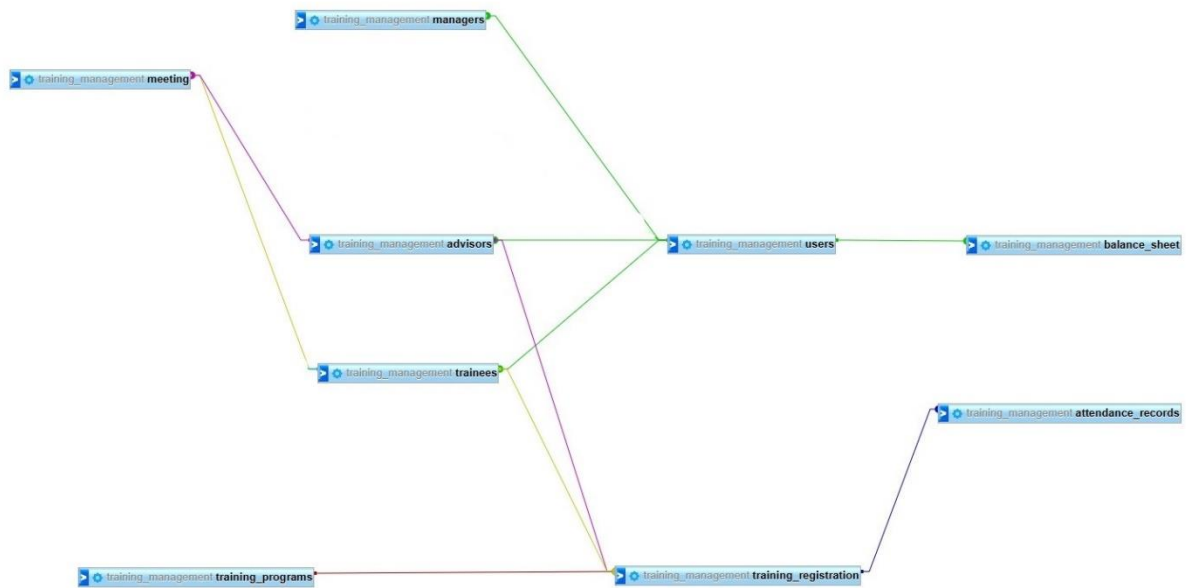 training_management managers
training_management meeting
training_management advisors
training_management users
training_management balance_sheet
training_management trainees
training_management attendance_records
training_management training_programs
training_management training_registration